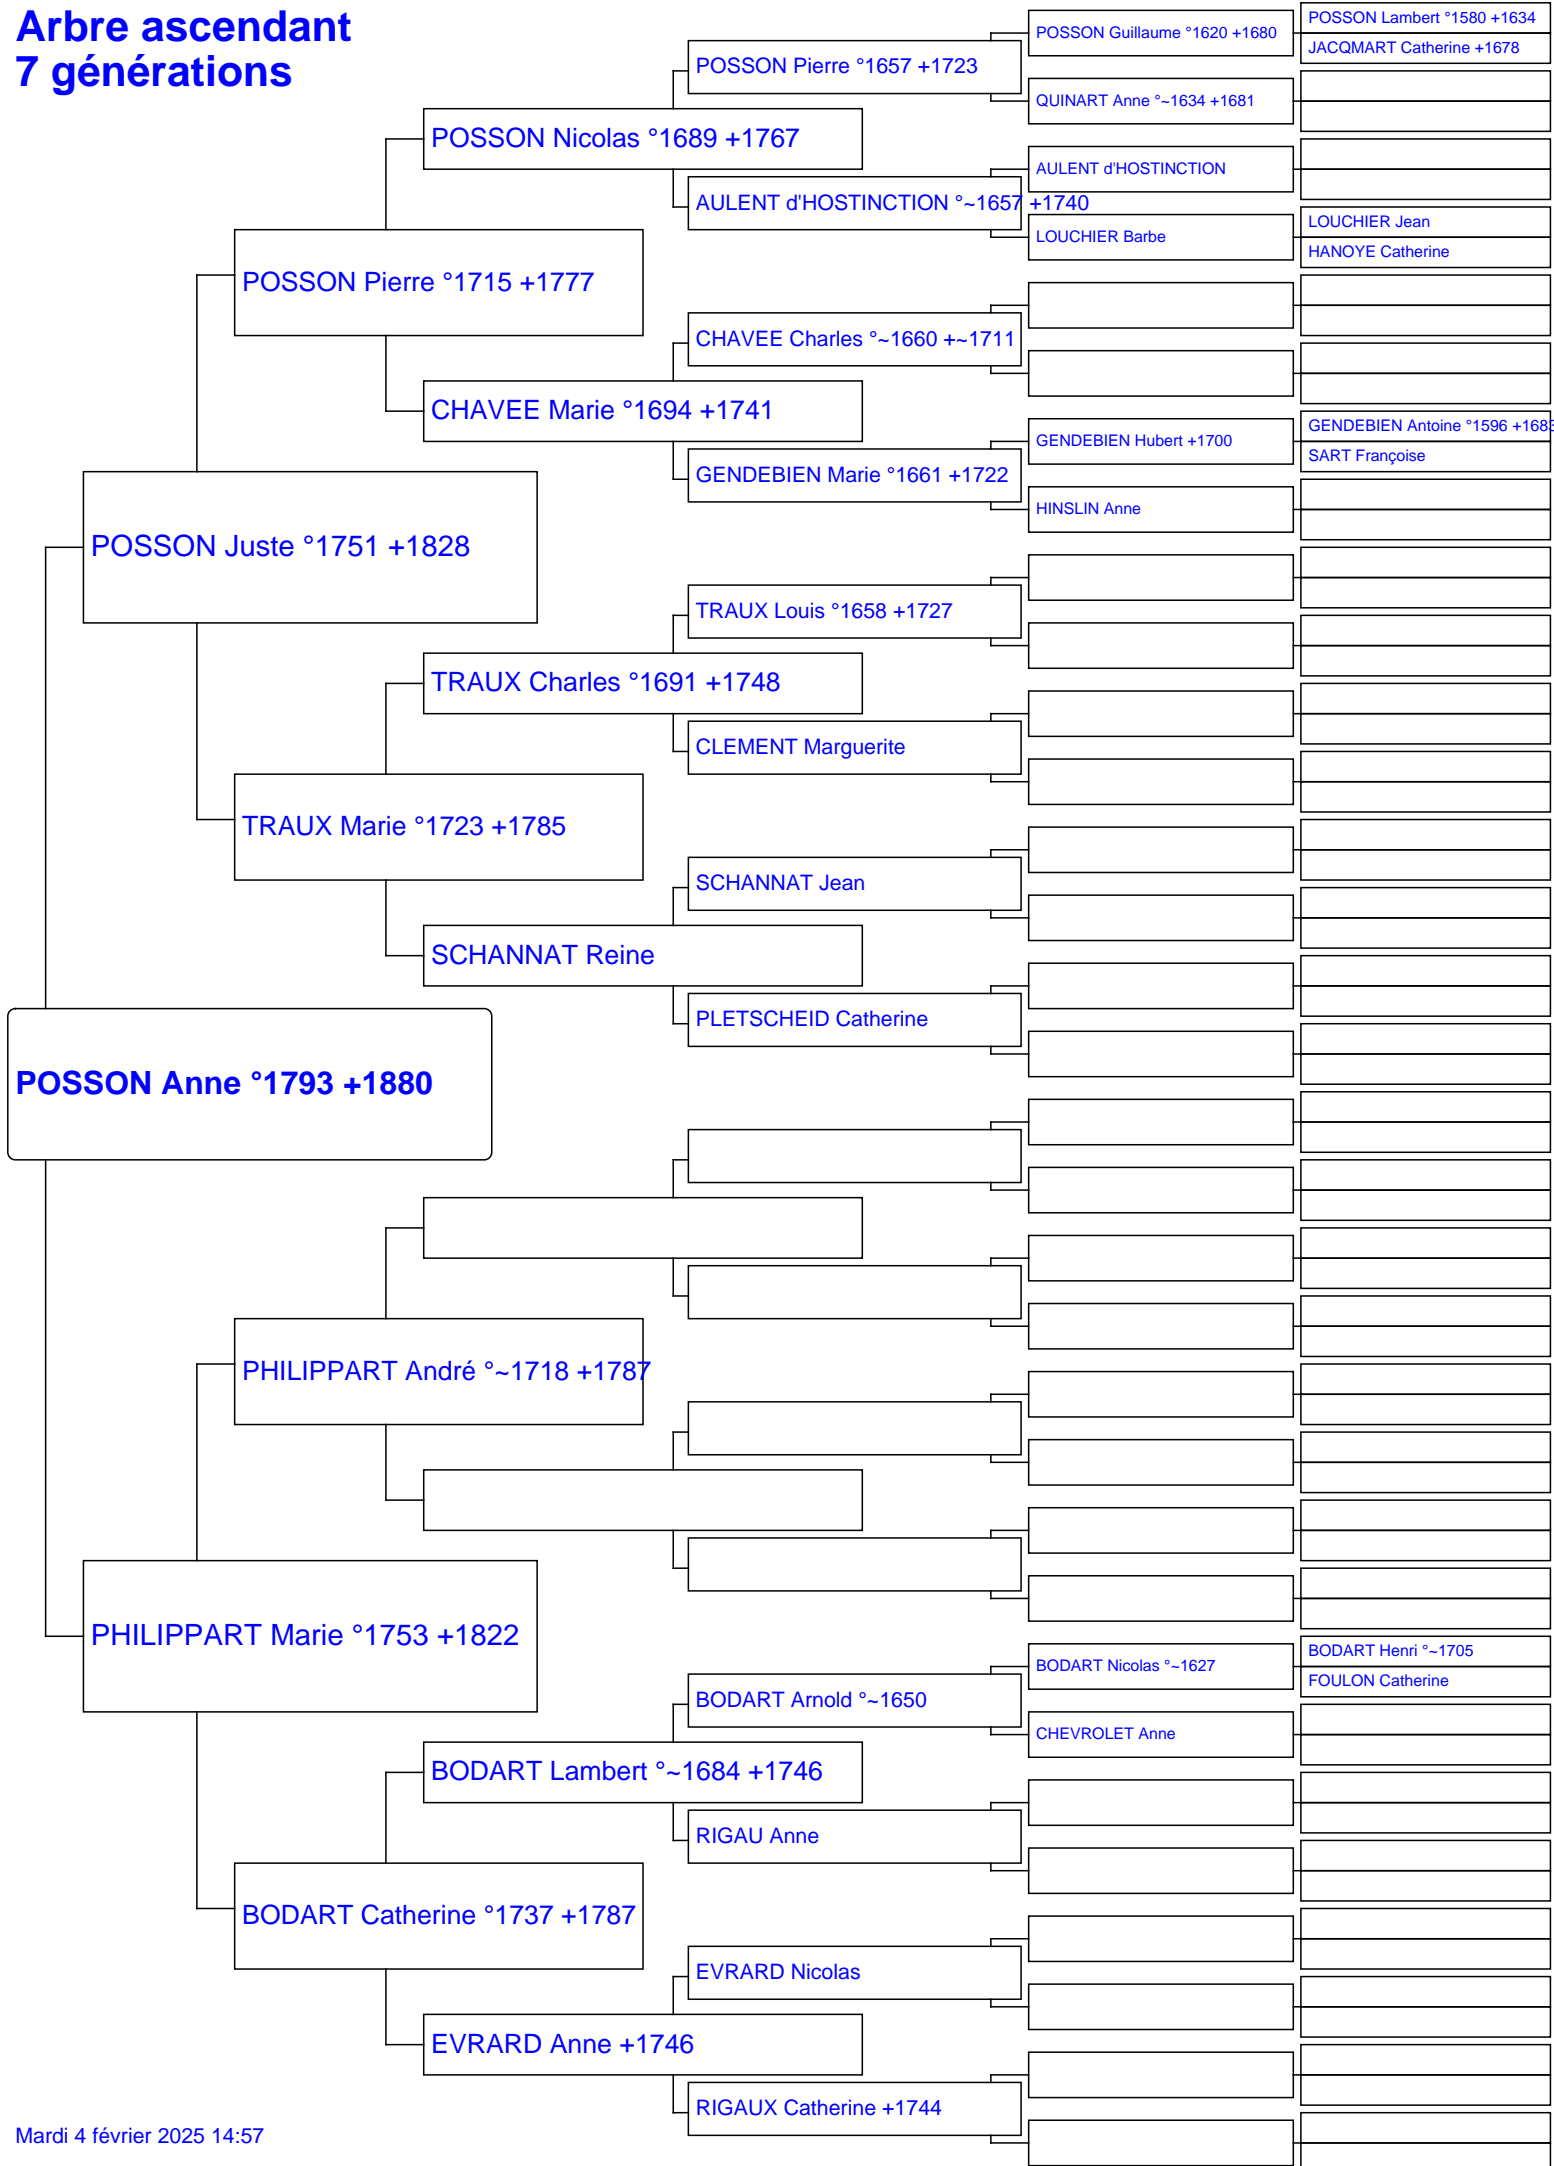 Arbre ascendant
7 générations
POSSON Lambert °1580 +1634
POSSON Guillaume °1620 +1680
JACQMART Catherine +1678
POSSON Pierre °1657 +1723
QUINART Anne °~1634 +1681
POSSON Nicolas °1689 +1767
AULENT d'HOSTINCTION
AULENT d'HOSTINCTION °~1657 +1740
LOUCHIER Jean
LOUCHIER Barbe
HANOYE Catherine
POSSON Pierre °1715 +1777
CHAVEE Charles °~1660 +~1711
CHAVEE Marie °1694 +1741
GENDEBIEN Antoine °1596 +168
GENDEBIEN Hubert +1700
SART Françoise
GENDEBIEN Marie °1661 +1722
HINSLIN Anne
POSSON Juste °1751 +1828
TRAUX Louis °1658 +1727
TRAUX Charles °1691 +1748
CLEMENT Marguerite
TRAUX Marie °1723 +1785
SCHANNAT Jean
SCHANNAT Reine
PLETSCHEID Catherine
POSSON Anne °1793 +1880
PHILIPPART André °~1718 +1787
PHILIPPART Marie °1753 +1822
BODART Henri °~1705
BODART Nicolas °~1627
FOULON Catherine
BODART Arnold °~1650
CHEVROLET Anne
BODART Lambert °~1684 +1746
RIGAU Anne
BODART Catherine °1737 +1787
EVRARD Nicolas
EVRARD Anne +1746
RIGAUX Catherine +1744
Mardi 4 février 2025 14:57